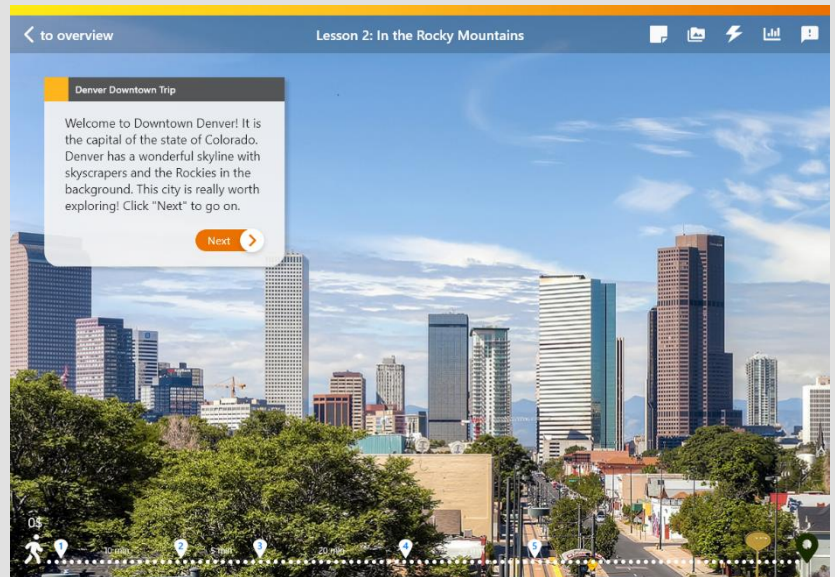 to overview
Lesson 2: In the Rocky Mountains
Denver Downtown Trip
Welcome to Downtown Denver! It is
the capital of the state of Colorado.
Denver has a wonderful skyline with
skyscrapers and the Rockies in the
background. This city is really worth
exploring! Click "Next" to go on.
Next
0$
1 10 min 2 5 min 3 20 min 4 5